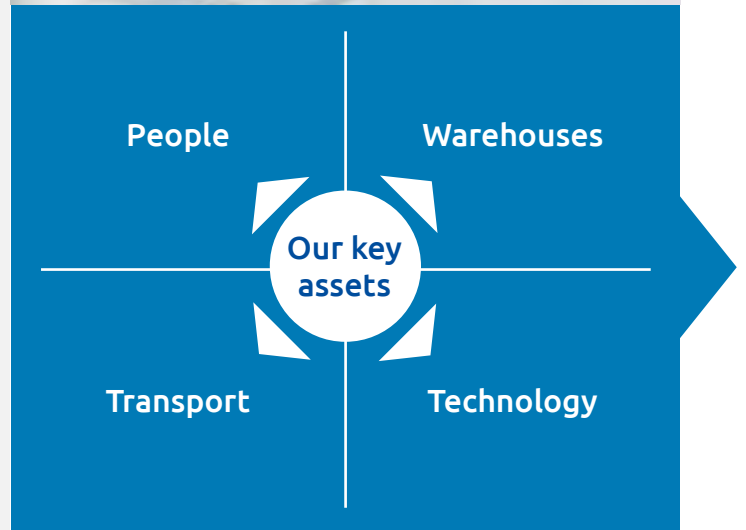 People
Warehouses
Our key
assets
Transport
Technology